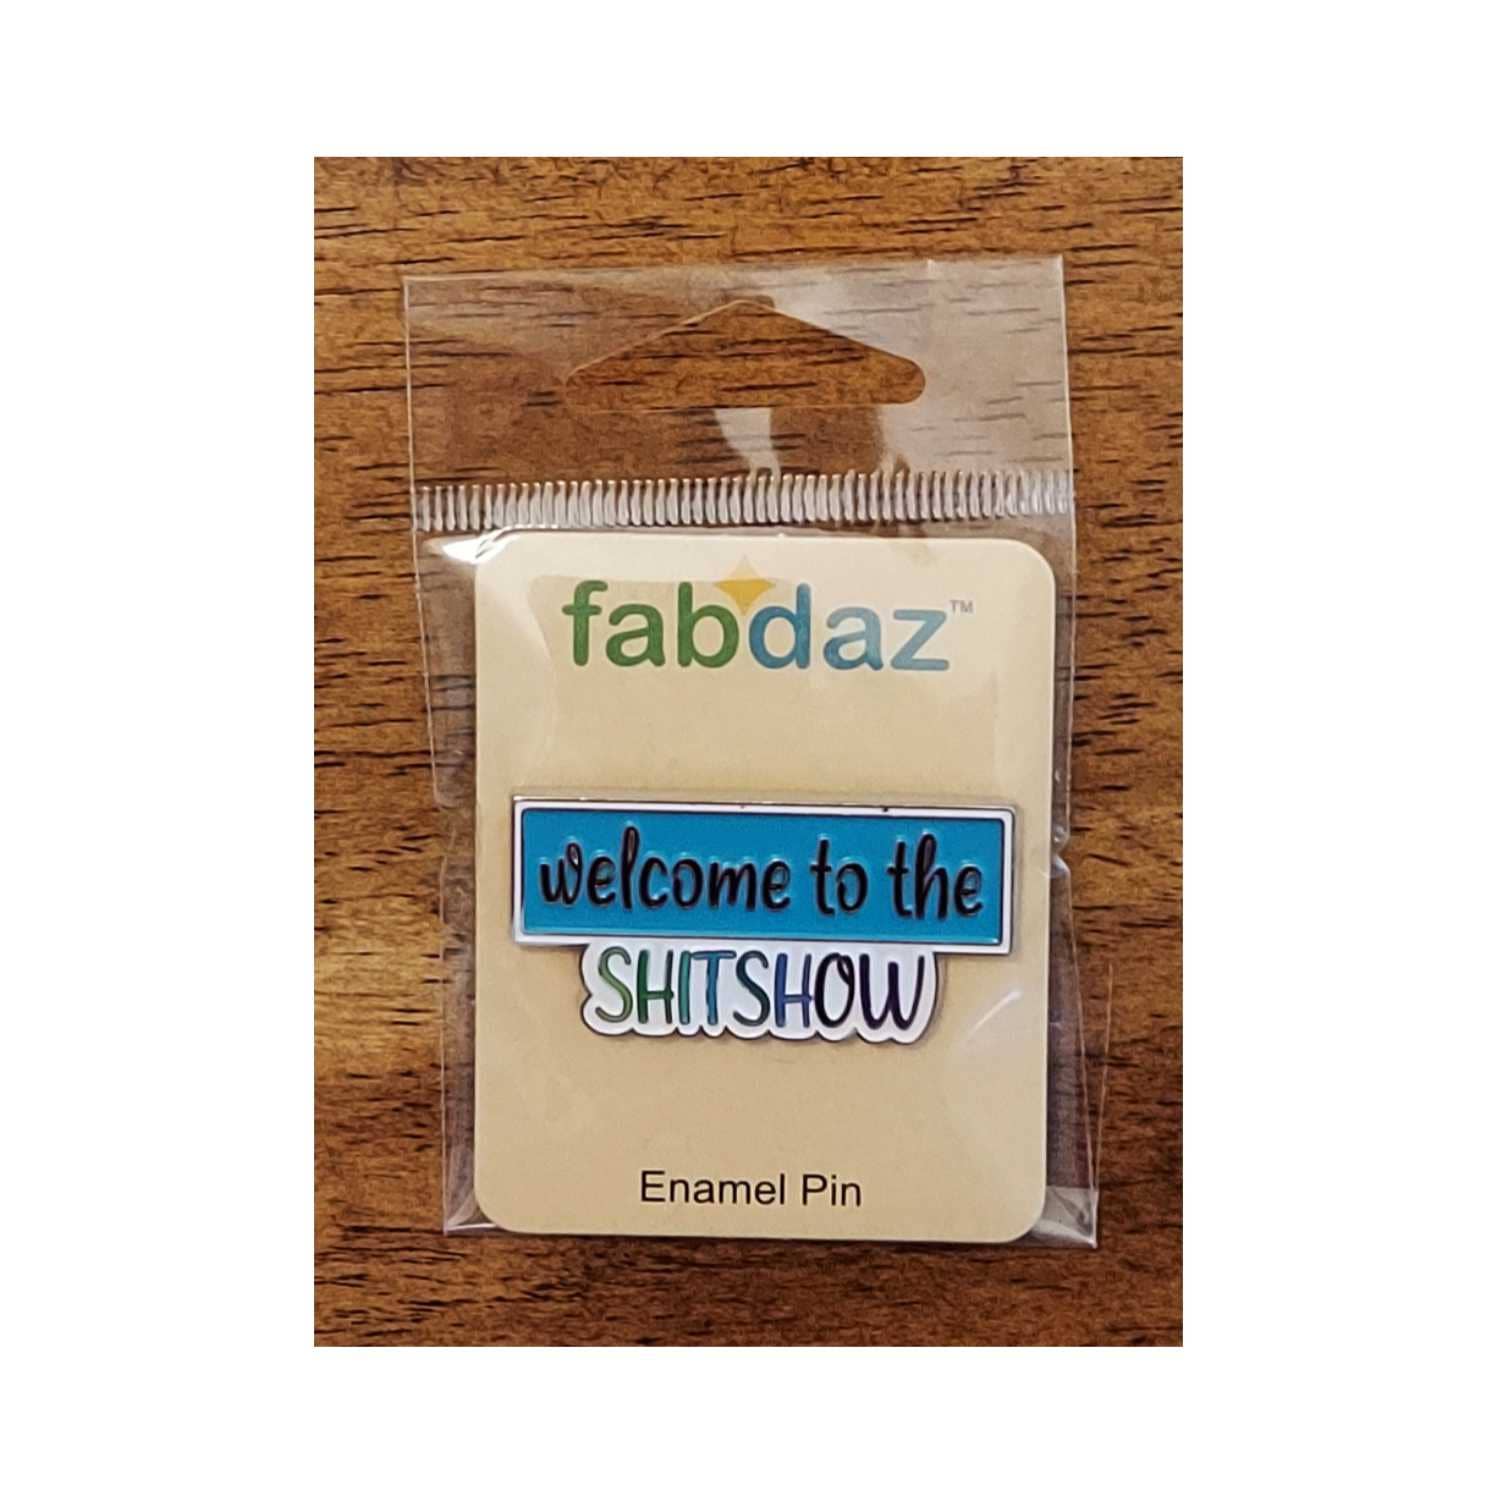 fabdaz™
welcome to the
SHITSHOW
Enamel Pin